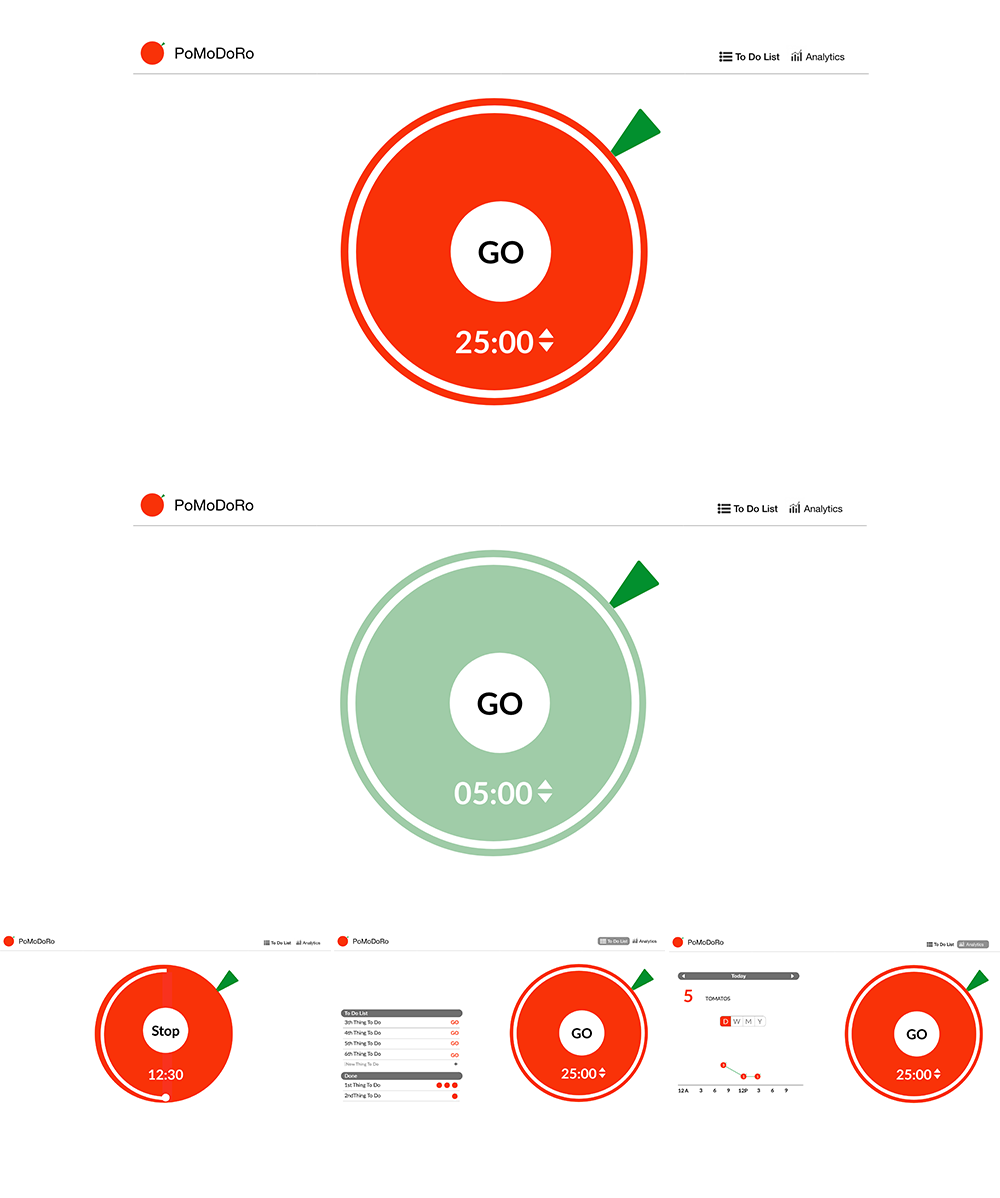 PoMoDoRo
To Do List Analytics
GO
25:00
PoMoDoRo
To Do List Analytics
GO
05:00
PoMoDoRo
To Do List Analytics
Stop
12:30
PoMoDoRo
To Do List Analytics
To Do List
3th Thing To Do GO
4th Thing To Do GO
5th Thing To Do GO
6th Thing To Do GO
Thing To Do
Done
1st Thing To Do
2ndThing To Do
GO
25:00
PoMoDoRo
To Do List Analytics
Today
5 TOMATOS
D W M Y
12A 3 6 9 12P 3 6 9
GO
25:00